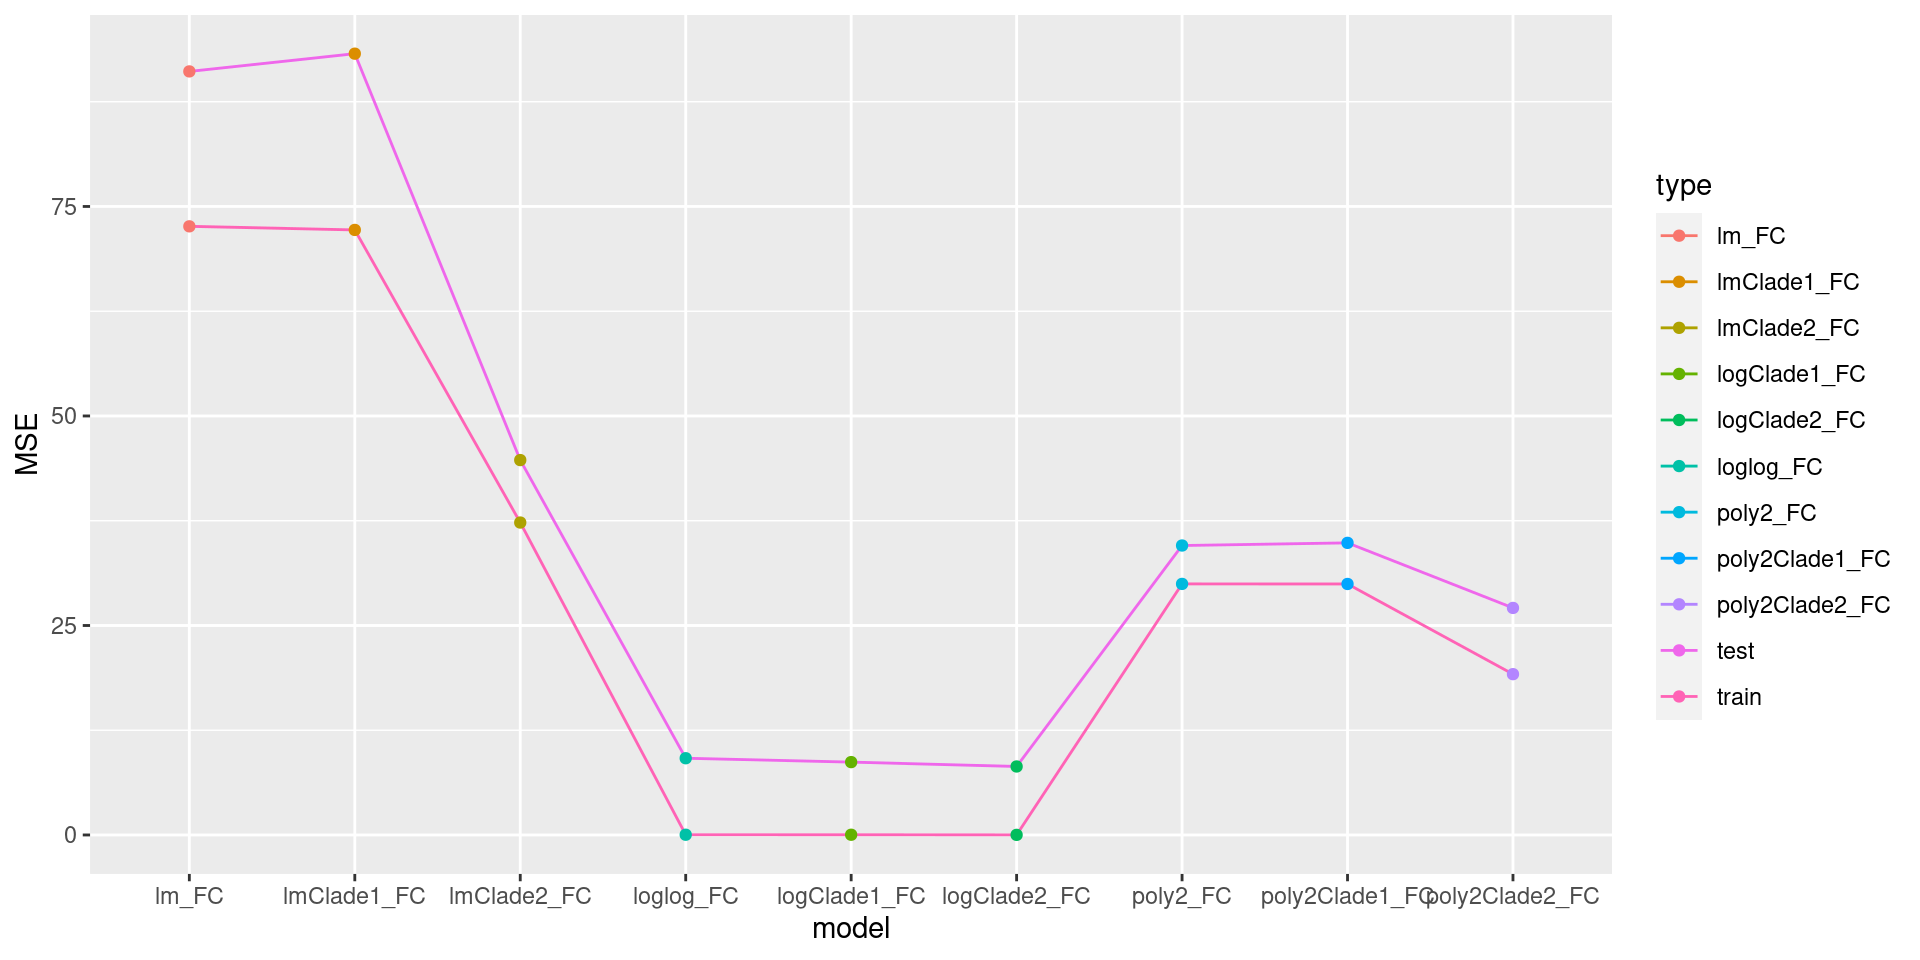 MSE
75
50
25
0
lm_FC lmClade1_FC lmClade2_FC loglog_FC logClade1_FC logClade2_FC poly2_FC poly2Clade1_FC poly2Clade2_FC
model
type
lm_FC
lmClade1_FC
lmClade2_FC
logClade1_FC
logClade2_FC
loglog_FC
poly2_FC
poly2Clade1_FC
poly2Clade2_FC
test
train